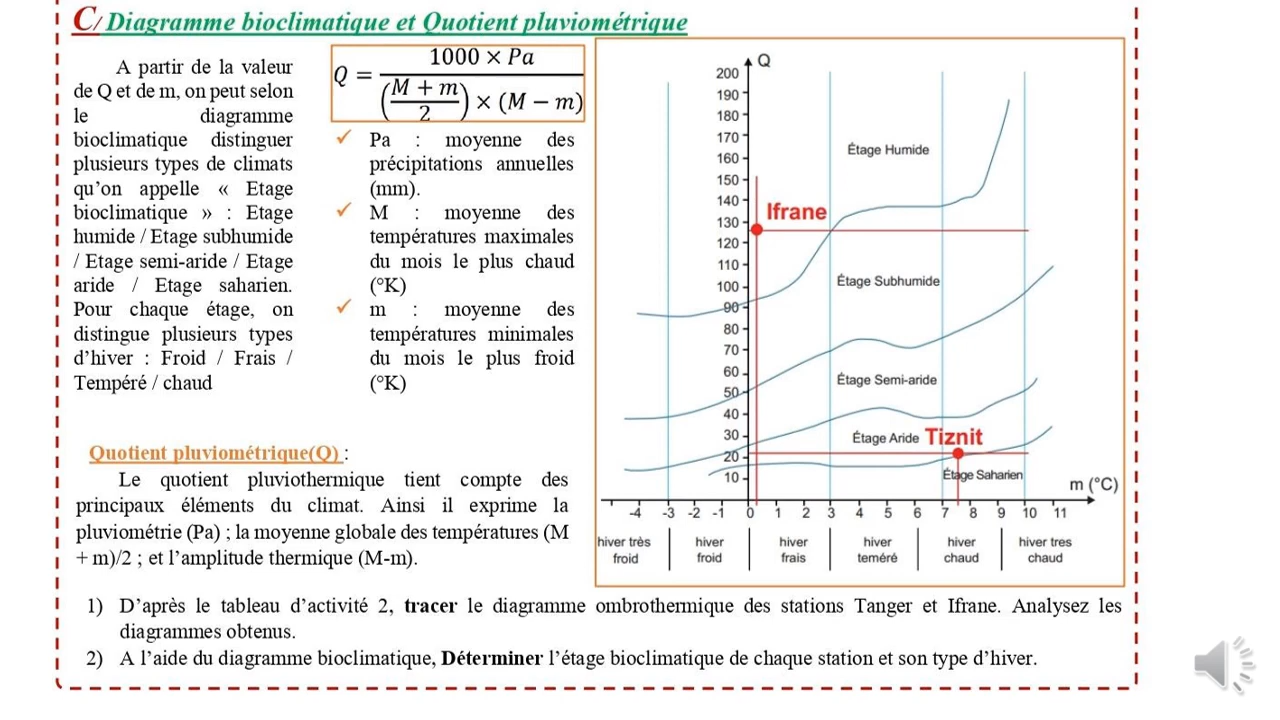 C/ Diagramme bioclimatique et Quotient pluviométrique
A partir de la valeur
de Q et de m, on peut selon
le diagramme
bioclimatique distinguer
plusieurs types de climats
qu’on appelle « Etage
bioclimatique » : Etage
humide / Etage subhumide
/ Etage semi-aride / Etage
aride / Etage saharien.
Pour chaque étage, on
distingue plusieurs types
d’hiver : Froid / Frais /
Tempéré / chaud
Q = 1000 × Pa / ((M + m / 2) × (M − m))
✓ Pa : moyenne des
précipitations annuelles
(mm).
✓ M : moyenne des
températures maximales
du mois le plus chaud
(°K)
✓ m : moyenne des
températures minimales
du mois le plus froid
(°K)
Quotient pluviométrique(Q) :
Le quotient pluviothermique tient compte des
principaux éléments du climat. Ainsi il exprime la
pluviométrie (Pa) ; la moyenne globale des températures (M
+ m)/2 ; et l’amplitude thermique (M-m).
Q
200
190
180
170
160
150
140
130
120
110
100
90
80
70
60
50
40
30
20
10
Étage Humide
Ifrane
Étage Subhumide
Étage Semi-aride
Étage Aride Tiznit
Étage Saharien
m (°C)
-4 -3 -2 -1 0 1 2 3 4 5 6 7 8 9 10 11
hiver très froid
hiver froid
hiver frais
hiver teméré
hiver chaud
hiver tres chaud
1) D’après le tableau d’activité 2, tracer le diagramme ombrothermique des stations Tanger et Ifrane. Analysez les
diagrammes obtenus.
2) A l’aide du diagramme bioclimatique, Déterminer l’étage bioclimatique de chaque station et son type d’hiver.